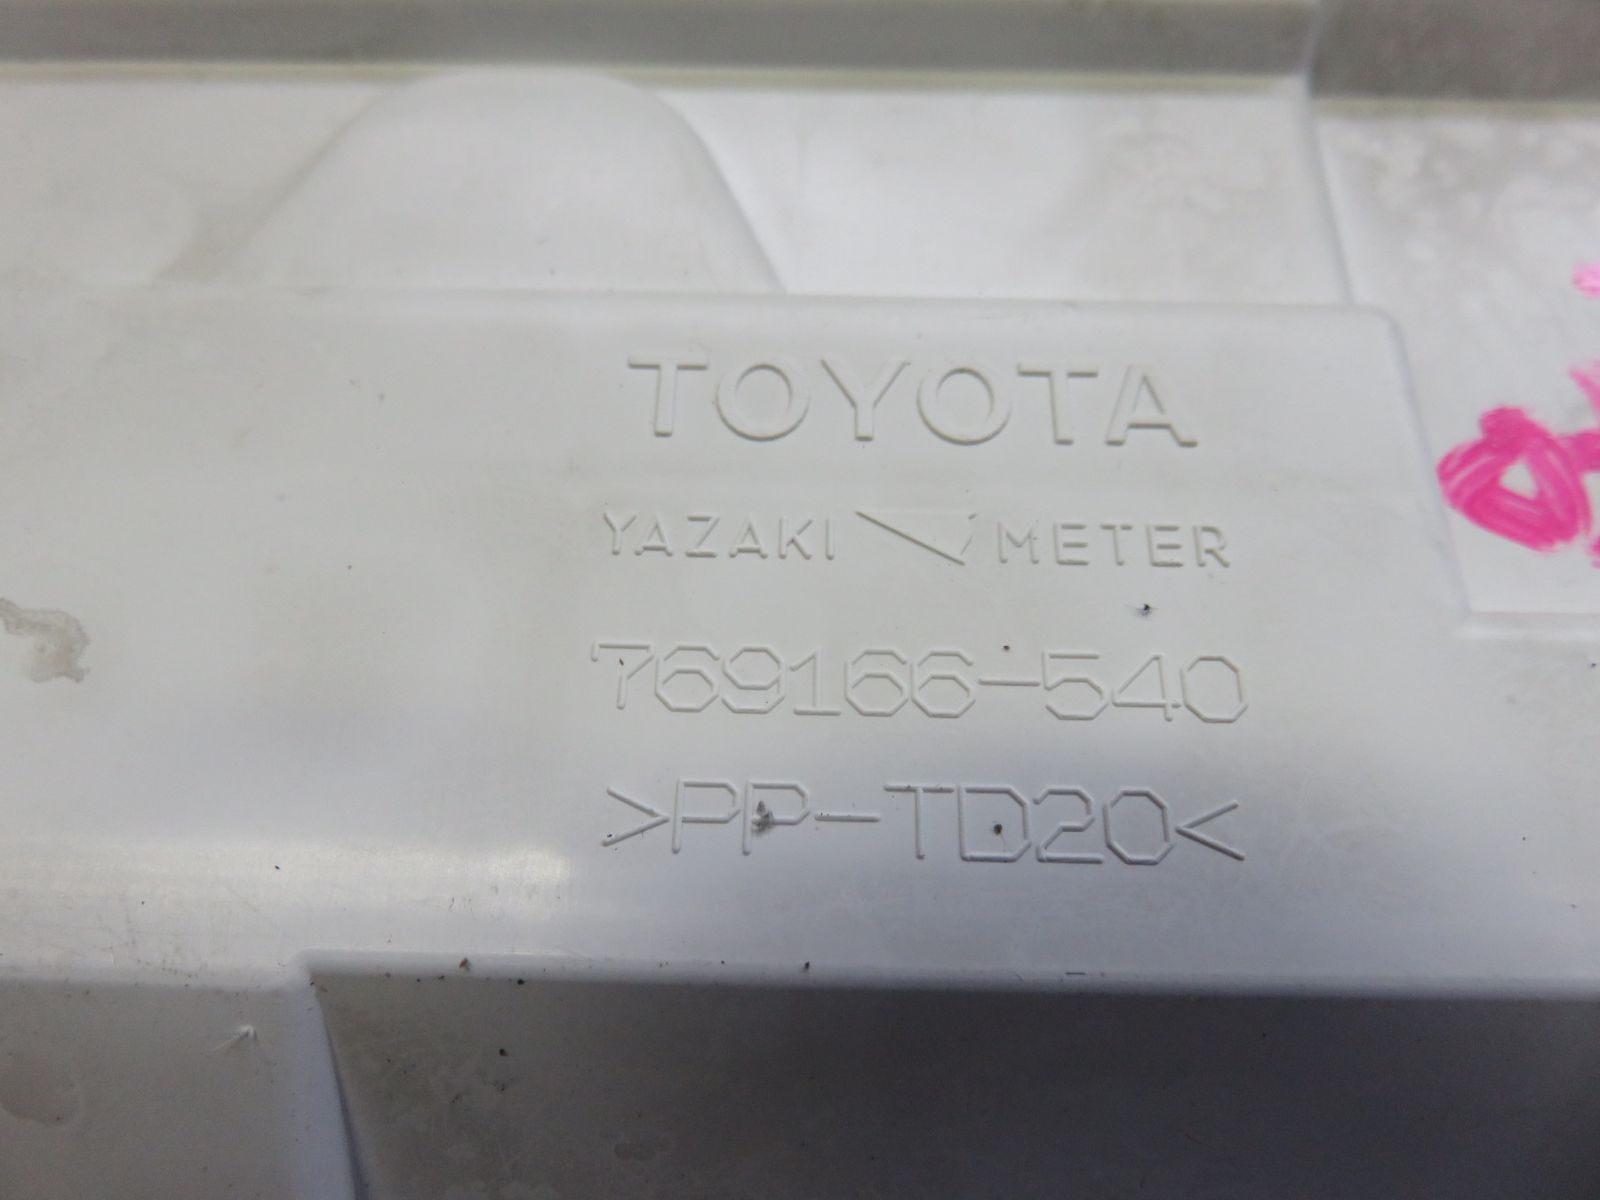 TOYOTA
YAZAKI METER
769166-540
>PP-TD20<